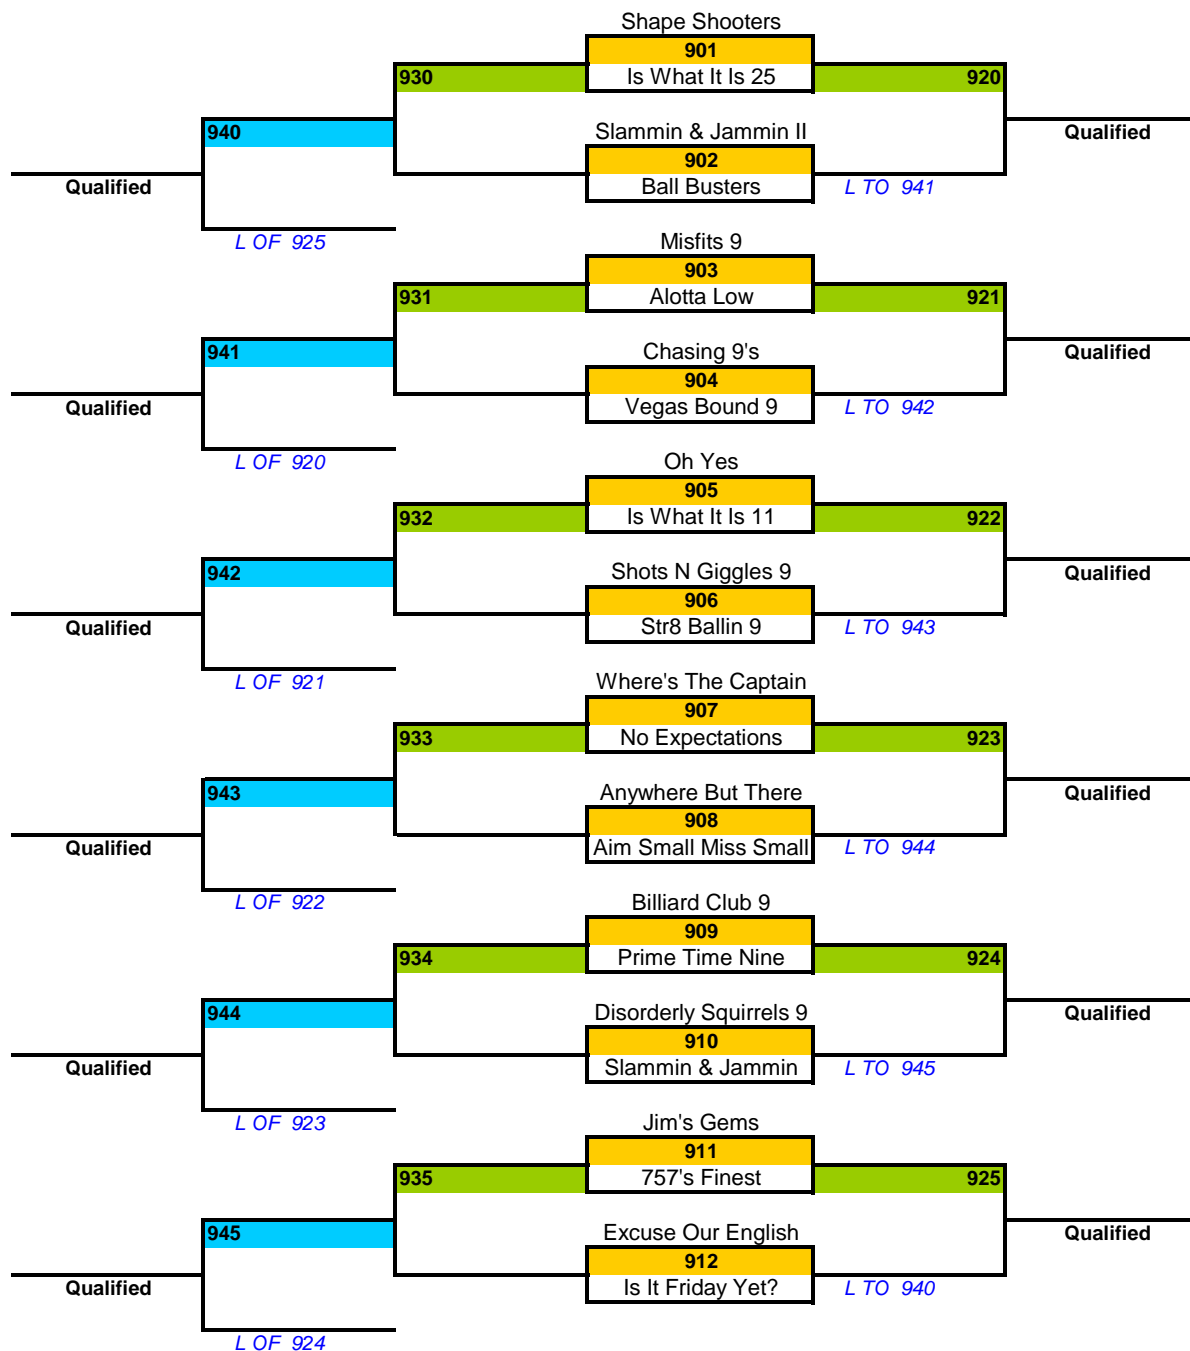 Shape Shooters
901
930 Is What It Is 25 920
940 Slammin & Jammin II Qualified
902
Qualified Ball Busters L TO 941
L OF 925 Misfits 9
903
931 Alotta Low 921
941 Chasing 9's Qualified
904
Qualified Vegas Bound 9 L TO 942
L OF 920 Oh Yes
905
932 Is What It Is 11 922
942 Shots N Giggles 9 Qualified
906
Qualified Str8 Ballin 9 L TO 943
L OF 921 Where's The Captain
907
933 No Expectations 923
943 Anywhere But There Qualified
908
Qualified Aim Small Miss Small L TO 944
L OF 922 Billiard Club 9
909
934 Prime Time Nine 924
944 Disorderly Squirrels 9 Qualified
910
Qualified Slammin & Jammin L TO 945
L OF 923 Jim's Gems
911
935 757's Finest 925
945 Excuse Our English Qualified
912
Qualified Is It Friday Yet? L TO 940
L OF 924